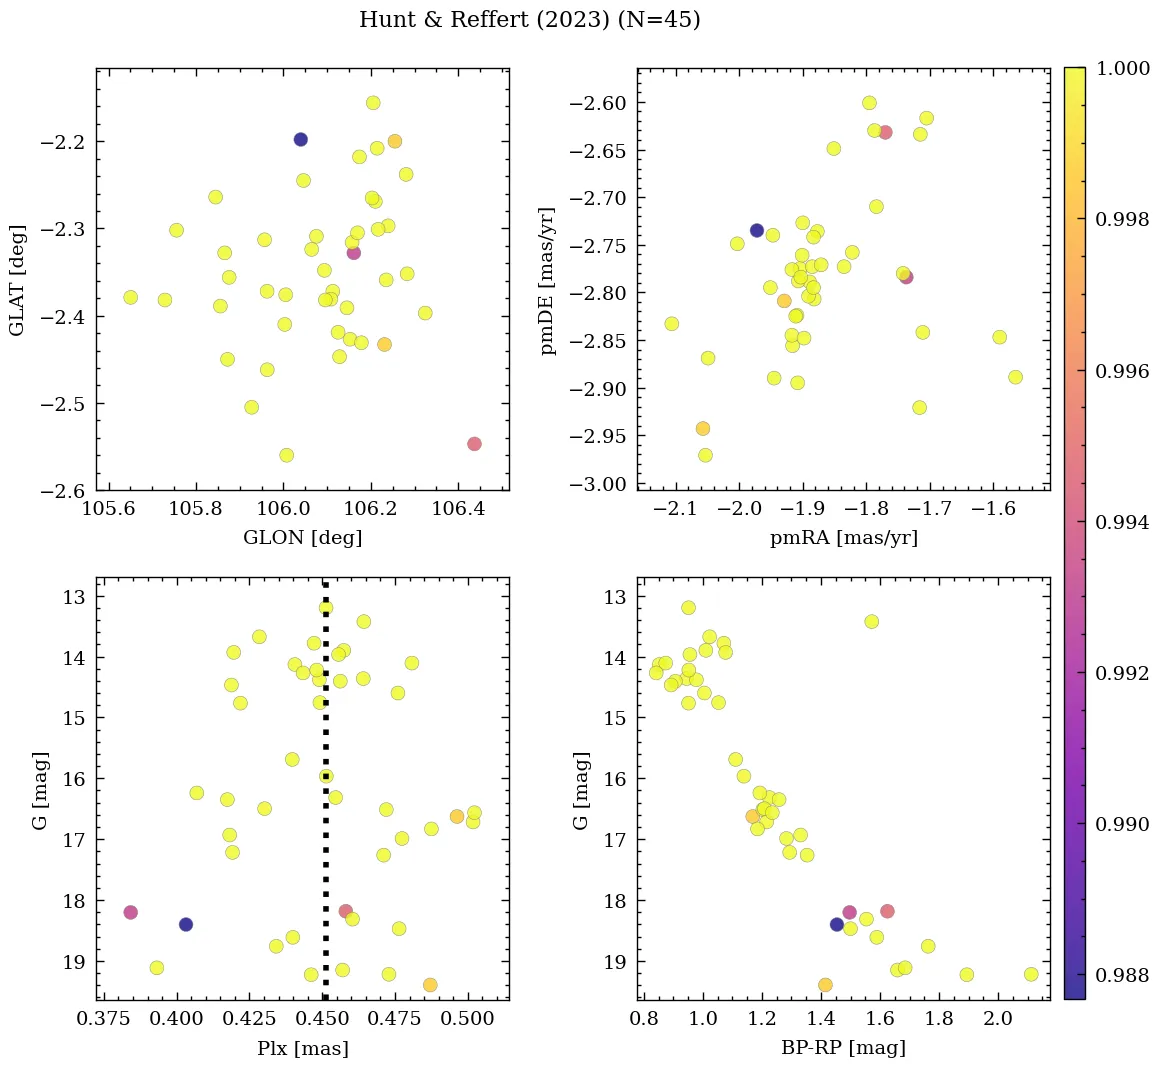 Hunt & Reffert (2023) (N=45)
−2.2
−2.3
−2.4
−2.5
−2.6
GLAT [deg]
105.6 105.8 106.0 106.2 106.4
GLON [deg]
−2.60
−2.65
−2.70
−2.75
−2.80
−2.85
−2.90
−2.95
−3.00
pmDE [mas/yr]
−2.1 −2.0 −1.9 −1.8 −1.7 −1.6
pmRA [mas/yr]
13
14
15
16
17
18
19
G [mag]
0.375 0.400 0.425 0.450 0.475 0.500
Plx [mas]
13
14
15
16
17
18
19
G [mag]
0.8 1.0 1.2 1.4 1.6 1.8 2.0
BP-RP [mag]
1.000
0.998
0.996
0.994
0.992
0.990
0.988